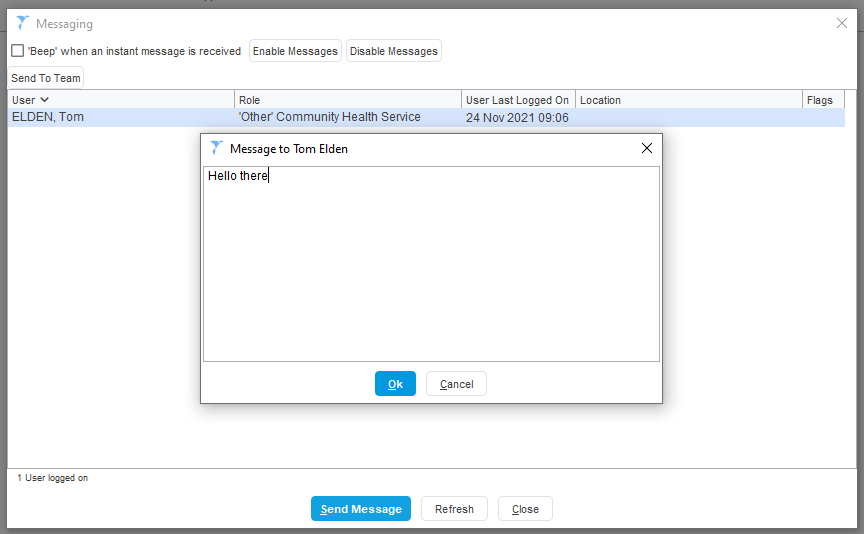 Messaging
'Beep' when an instant message is received Enable Messages Disable Messages
Send To Team
User Role User Last Logged On Location Flags
ELDEN, Tom 'Other' Community Health Service 24 Nov 2021 09:06
Message to Tom Elden
Hello there
Ok Cancel
1 User logged on
Send Message Refresh Close